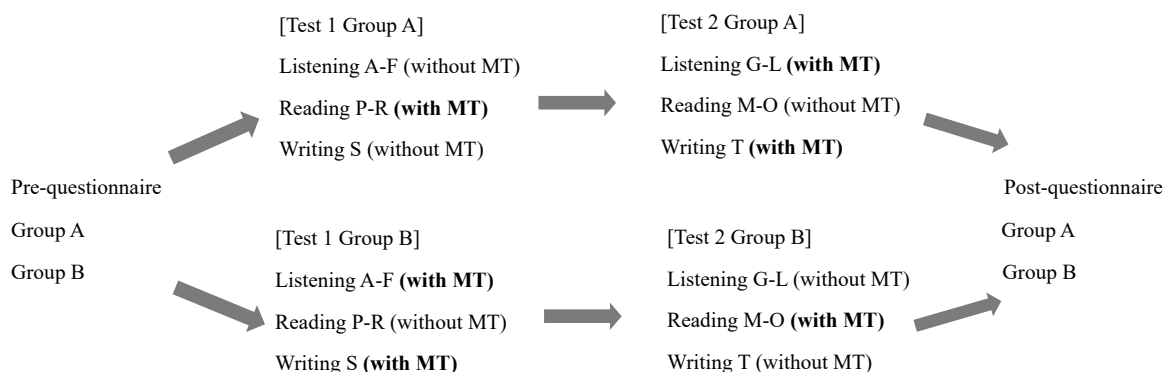 Pre-questionnaire
Group A
Group B
[Test 1 Group A]
Listening A-F (without MT)
Reading P-R (with MT)
Writing S (without MT)
[Test 1 Group B]
Listening A-F (with MT)
Reading P-R (without MT)
Writing S (with MT)
[Test 2 Group A]
Listening G-L (with MT)
Reading M-O (without MT)
Writing T (with MT)
[Test 2 Group B]
Listening G-L (without MT)
Reading M-O (with MT)
Writing T (without MT)
Post-questionnaire
Group A
Group B